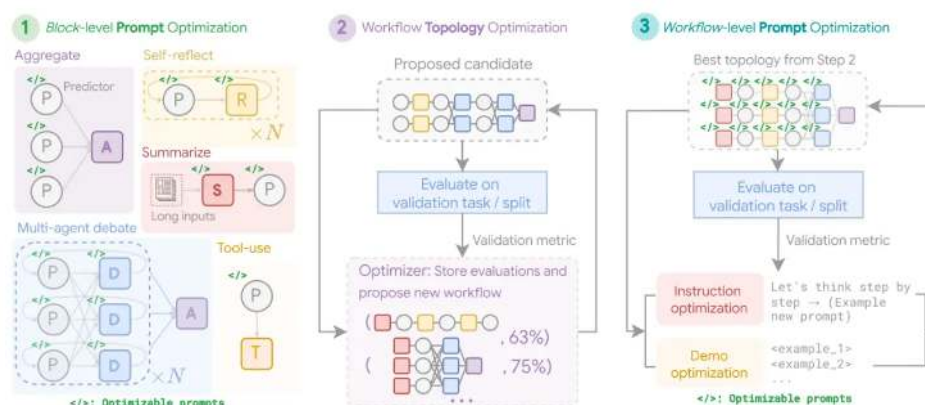 1 Block-level Prompt Optimization
Aggregate
</>
P
Predictor
</>
P
A
</>
P
Self-reflect
</> </>
P R
×N
Summarize
</> </>
S P
Long inputs
Multi-agent debate
</> </>
P D
</> </>
P D
A
</> </>
P D
×N
Tool-use
</>
P
T
</>: Optimizable prompts
2 Workflow Topology Optimization
Proposed candidate
Evaluate on
validation task / split
Validation metric
Optimizer: Store evaluations and
propose new workflow
( , 63%)
( , 75%)
...
3 Workflow-level Prompt Optimization
Best topology from Step 2
</> </> </> </> </>
</> </> </> </> </>
</> </> </> </> </>
Evaluate on
validation task / split
Validation metric
Instruction
optimization
Let's think step by
step → (Example
new prompt)
Demo
optimization
<example_1>
<example_2>
...
</>: Optimizable prompts